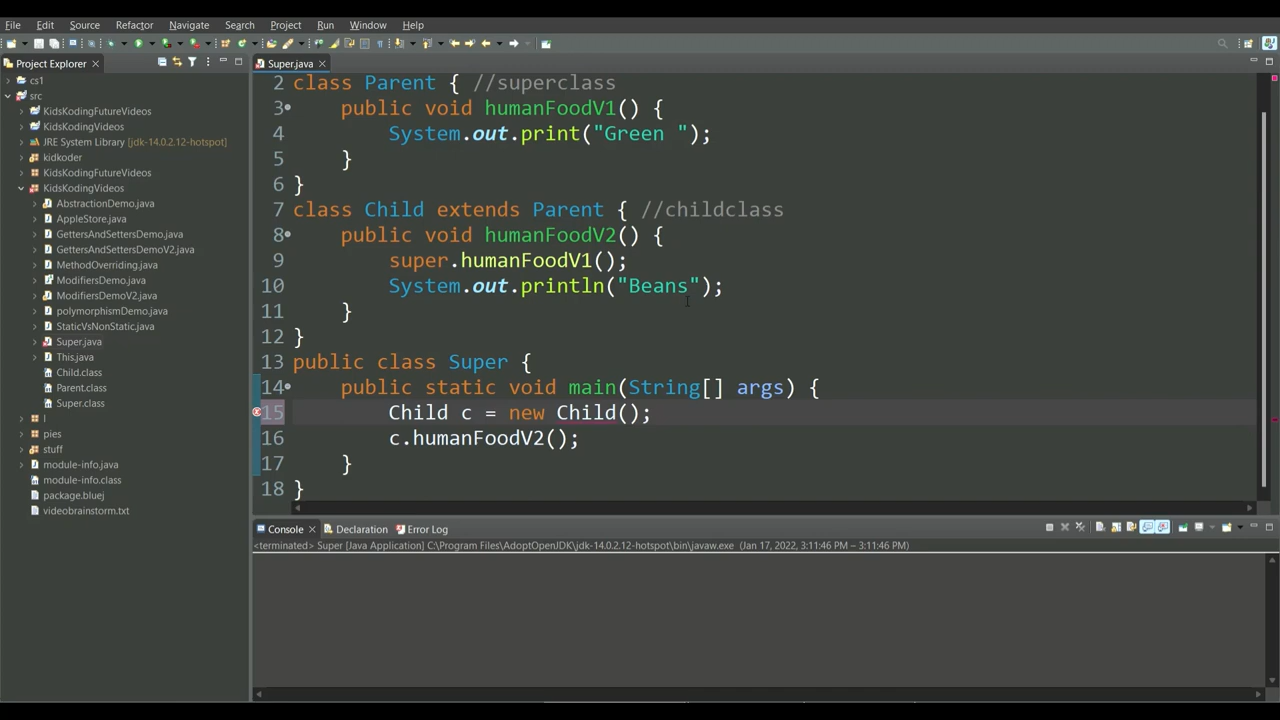 File Edit Source Refactor Navigate Search Project Run Window Help
Project Explorer
Super.java
cs1
src
KidsKodingFutureVideos
KidsKodingVideos
JRE System Library [jdk-14.0.2.12-hotspot]
kidkoder
KidsKodingFutureVideos
KidsKodingVideos
AbstractionDemo.java
AppleStore.java
GettersAndSettersDemo.java
GettersAndSettersDemoV2.java
MethodOverriding.java
ModifiersDemo.java
ModifiersDemoV2.java
polymorphismDemo.java
StaticVsNonStatic.java
Super.java
This.java
Child.class
Parent.class
Super.class
l
pies
stuff
module-info.java
module-info.class
package.bluej
videobrainstorm.txt
2 class Parent { //superclass
3 public void humanFoodV1() {
4 System.out.print("Green ");
5 }
6 }
7 class Child extends Parent { //childclass
8 public void humanFoodV2() {
9 super.humanFoodV1();
10 System.out.println("Beans");
11 }
12 }
13 public class Super {
14 public static void main(String[] args) {
15 Child c = new Child();
16 c.humanFoodV2();
17 }
18 }
Console Declaration Error Log
<terminated> Super [Java Application] C:\Program Files\AdoptOpenJDK\jdk-14.0.2.12-hotspot\bin\javaw.exe (Jan 17, 2022, 3:11:46 PM – 3:11:46 PM)